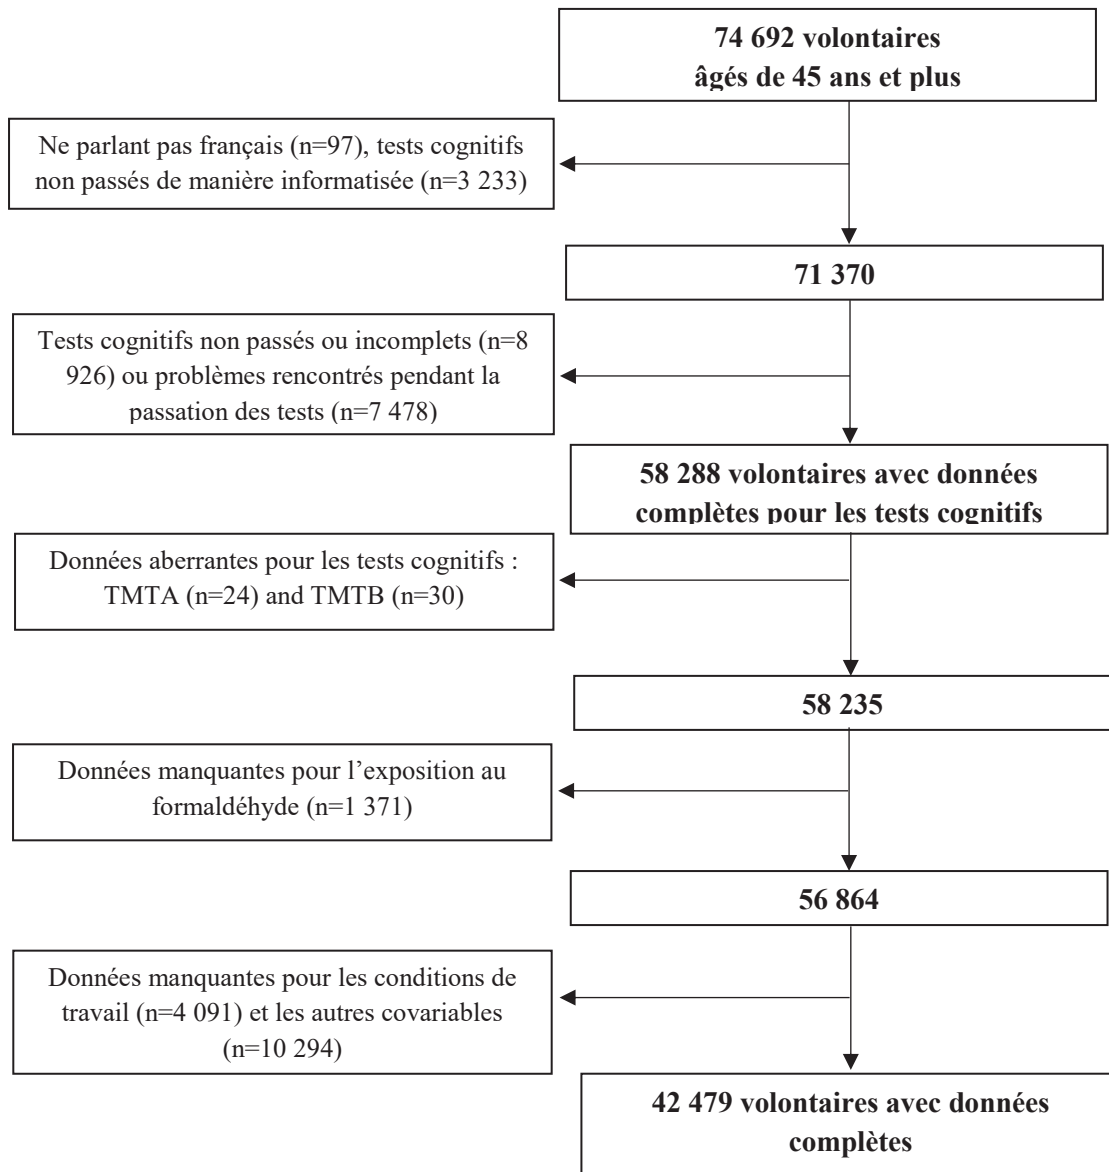 74 692 volontaires
âgés de 45 ans et plus
Ne parlant pas français (n=97), tests cognitifs
non passés de manière informatisée (n=3 233)
71 370
Tests cognitifs non passés ou incomplets (n=8
926) ou problèmes rencontrés pendant la
passation des tests (n=7 478)
58 288 volontaires avec données
complètes pour les tests cognitifs
Données aberrantes pour les tests cognitifs :
TMTA (n=24) and TMTB (n=30)
58 235
Données manquantes pour l’exposition au
formaldéhyde (n=1 371)
56 864
Données manquantes pour les conditions de
travail (n=4 091) et les autres covariables
(n=10 294)
42 479 volontaires avec données
complètes